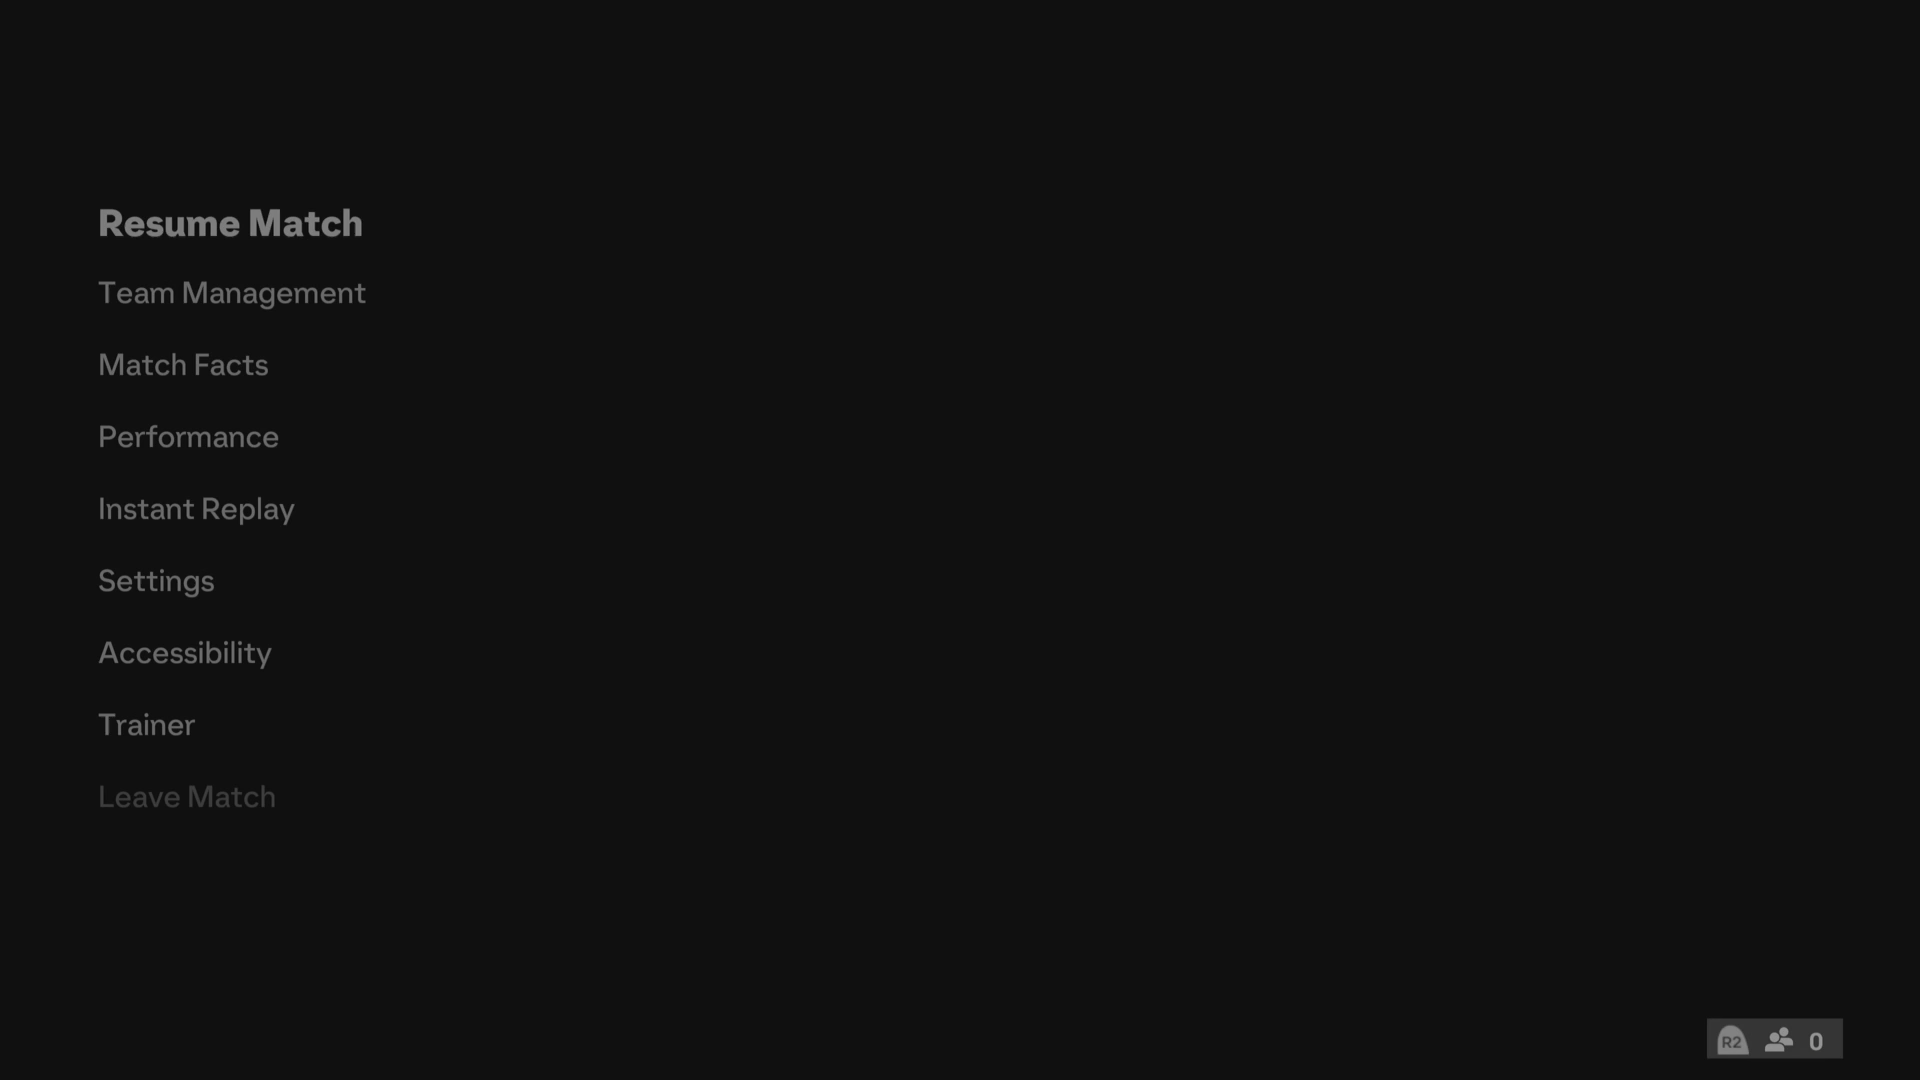 Resume Match
Team Management
Match Facts
Performance
Instant Replay
Settings
Accessibility
Trainer
Leave Match
R2 0